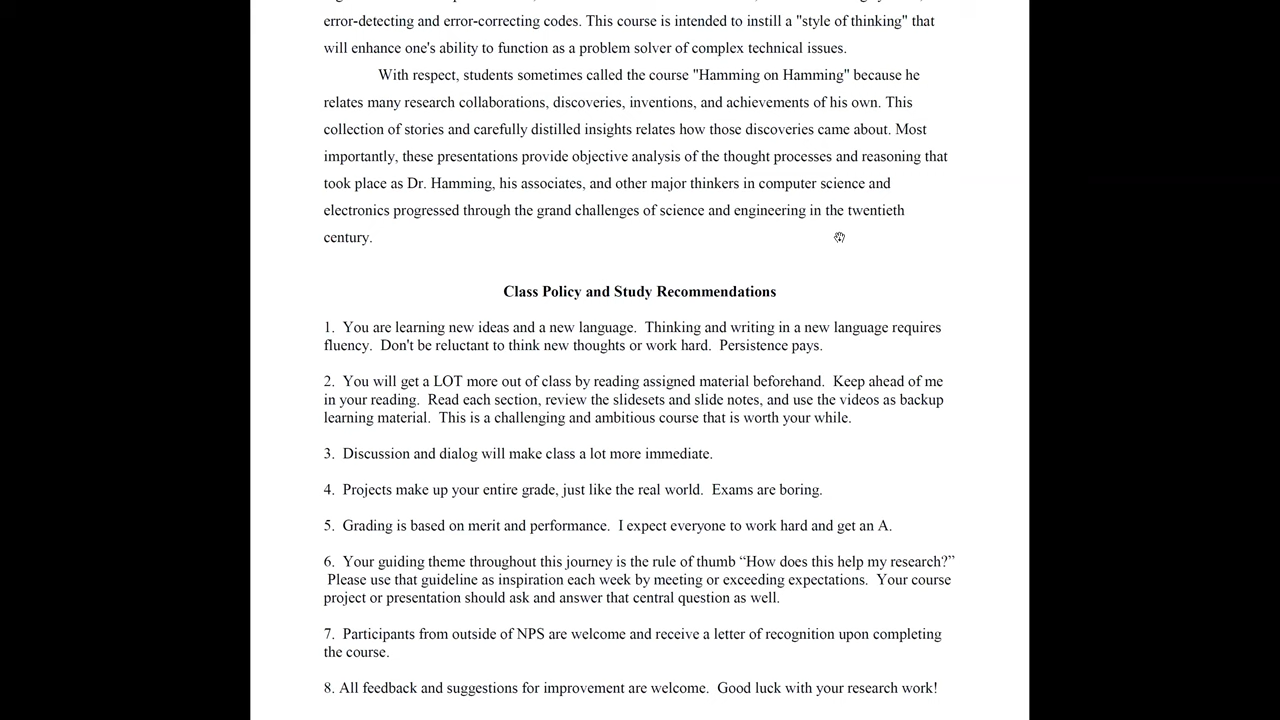 error-detecting and error-correcting codes. This course is intended to instill a "style of thinking" that
will enhance one's ability to function as a problem solver of complex technical issues.
With respect, students sometimes called the course "Hamming on Hamming" because he
relates many research collaborations, discoveries, inventions, and achievements of his own. This
collection of stories and carefully distilled insights relates how those discoveries came about. Most
importantly, these presentations provide objective analysis of the thought processes and reasoning that
took place as Dr. Hamming, his associates, and other major thinkers in computer science and
electronics progressed through the grand challenges of science and engineering in the twentieth
century.
Class Policy and Study Recommendations
1. You are learning new ideas and a new language. Thinking and writing in a new language requires
fluency. Don't be reluctant to think new thoughts or work hard. Persistence pays.
2. You will get a LOT more out of class by reading assigned material beforehand. Keep ahead of me
in your reading. Read each section, review the slidesets and slide notes, and use the videos as backup
learning material. This is a challenging and ambitious course that is worth your while.
3. Discussion and dialog will make class a lot more immediate.
4. Projects make up your entire grade, just like the real world. Exams are boring.
5. Grading is based on merit and performance. I expect everyone to work hard and get an A.
6. Your guiding theme throughout this journey is the rule of thumb “How does this help my research?”
Please use that guideline as inspiration each week by meeting or exceeding expectations. Your course
project or presentation should ask and answer that central question as well.
7. Participants from outside of NPS are welcome and receive a letter of recognition upon completing
the course.
8. All feedback and suggestions for improvement are welcome. Good luck with your research work!